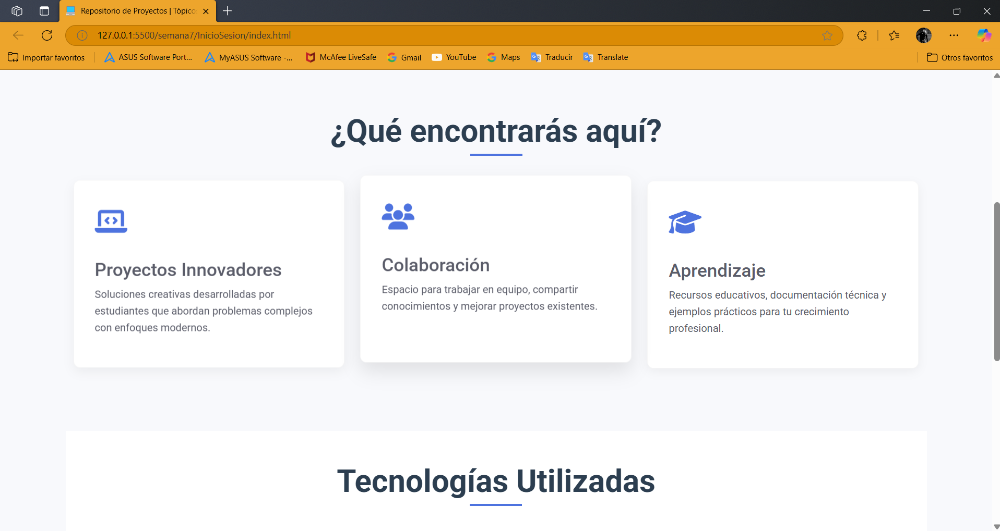 Repositorio de Proyectos | Tópico
127.0.0.1:5500/semana7/InicioSesion/index.html
Importar favoritos
ASUS Software Port...
MyASUS Software -...
McAfee LiveSafe
Gmail
YouTube
Maps
Traducir
Translate
Otros favoritos
¿Qué encontrarás aquí?
Proyectos Innovadores
Soluciones creativas desarrolladas por
estudiantes que abordan problemas complejos
con enfoques modernos.
Colaboración
Espacio para trabajar en equipo, compartir
conocimientos y mejorar proyectos existentes.
Aprendizaje
Recursos educativos, documentación técnica y
ejemplos prácticos para tu crecimiento
profesional.
Tecnologías Utilizadas